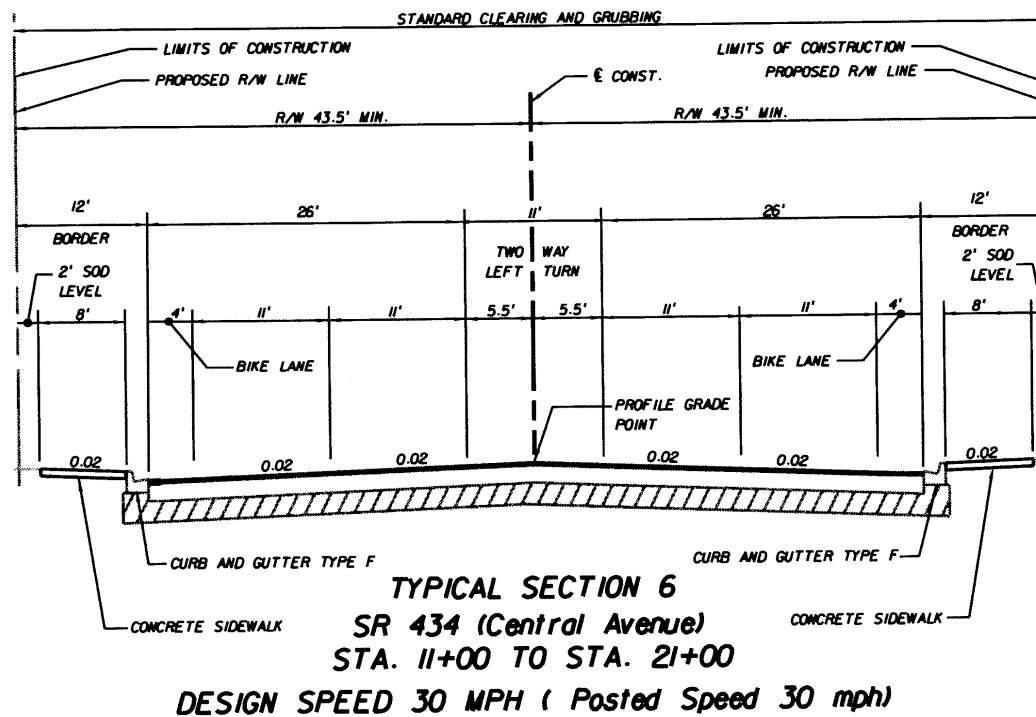 STANDARD CLEARING AND GRUBBING
LIMITS OF CONSTRUCTION
LIMITS OF CONSTRUCTION
PROPOSED R/W LINE
℄ CONST.
PROPOSED R/W LINE
R/W 43.5' MIN.
R/W 43.5' MIN.
12'
26'
11'
26'
12'
BORDER
BORDER
TWO WAY
LEFT TURN
2' SOD
LEVEL
2' SOD
LEVEL
8'
4'
11'
11'
5.5'
5.5'
11'
11'
4'
8'
BIKE LANE
BIKE LANE
PROFILE GRADE
POINT
0.02
0.02
0.02
0.02
0.02
0.02
CURB AND GUTTER TYPE F
CURB AND GUTTER TYPE F
CONCRETE SIDEWALK
CONCRETE SIDEWALK
TYPICAL SECTION 6
SR 434 (Central Avenue)
STA. 11+00 TO STA. 21+00
DESIGN SPEED 30 MPH ( Posted Speed 30 mph)